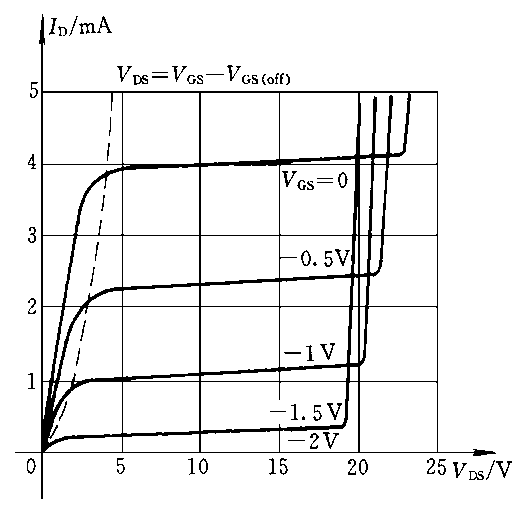 I_D/mA
V_DS=V_GS−V_GS(off)
5
4
V_GS=0
3
−0.5V
2
−1V
1
−1.5V
−2V
0 5 10 15 20 25 V_DS/V